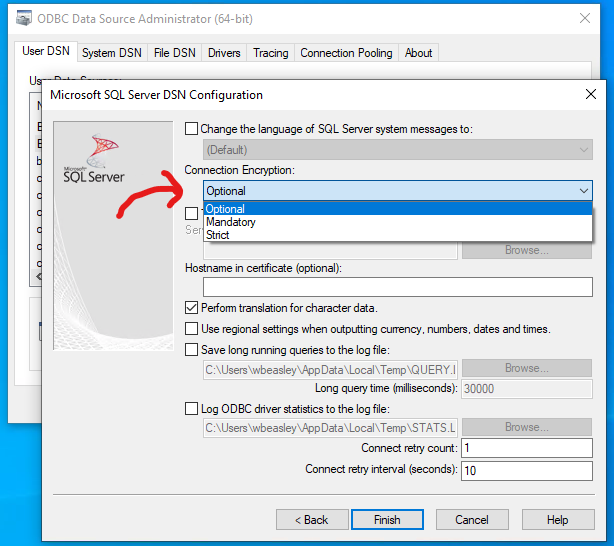 ODBC Data Source Administrator (64-bit)
User DSN System DSN File DSN Drivers Tracing Connection Pooling About
Microsoft SQL Server DSN Configuration
Microsoft
SQL Server
Change the language of SQL Server system messages to:
(Default)
Connection Encryption:
Optional
Optional
Mandatory
Strict
Browse...
Hostname in certificate (optional):
Perform translation for character data.
Use regional settings when outputting currency, numbers, dates and times.
Save long running queries to the log file:
C:\Users\wbeasley\AppData\Local\Temp\QUERY.
Browse...
Long query time (milliseconds): 30000
Log ODBC driver statistics to the log file:
C:\Users\wbeasley\AppData\Local\Temp\STATS.L
Browse...
Connect retry count: 1
Connect retry interval (seconds): 10
< Back Finish Cancel Help